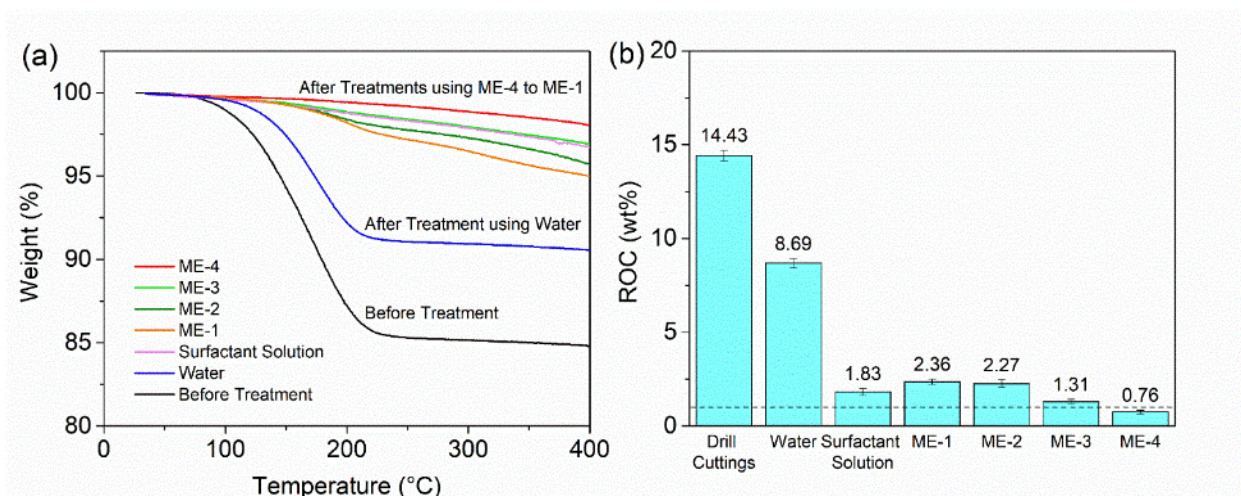 (a)
After Treatments using ME-4 to ME-1
After Treatment using Water
Before Treatment
ME-4
ME-3
ME-2
ME-1
Surfactant Solution
Water
Before Treatment
100
95
90
85
80
0 100 200 300 400
Weight (%)
Temperature (°C)
(b)
20
15
10
5
0
ROC (wt%)
14.43
8.69
1.83
2.36
2.27
1.31
0.76
Drill Water Surfactant ME-1 ME-2 ME-3 ME-4
Cuttings Solution